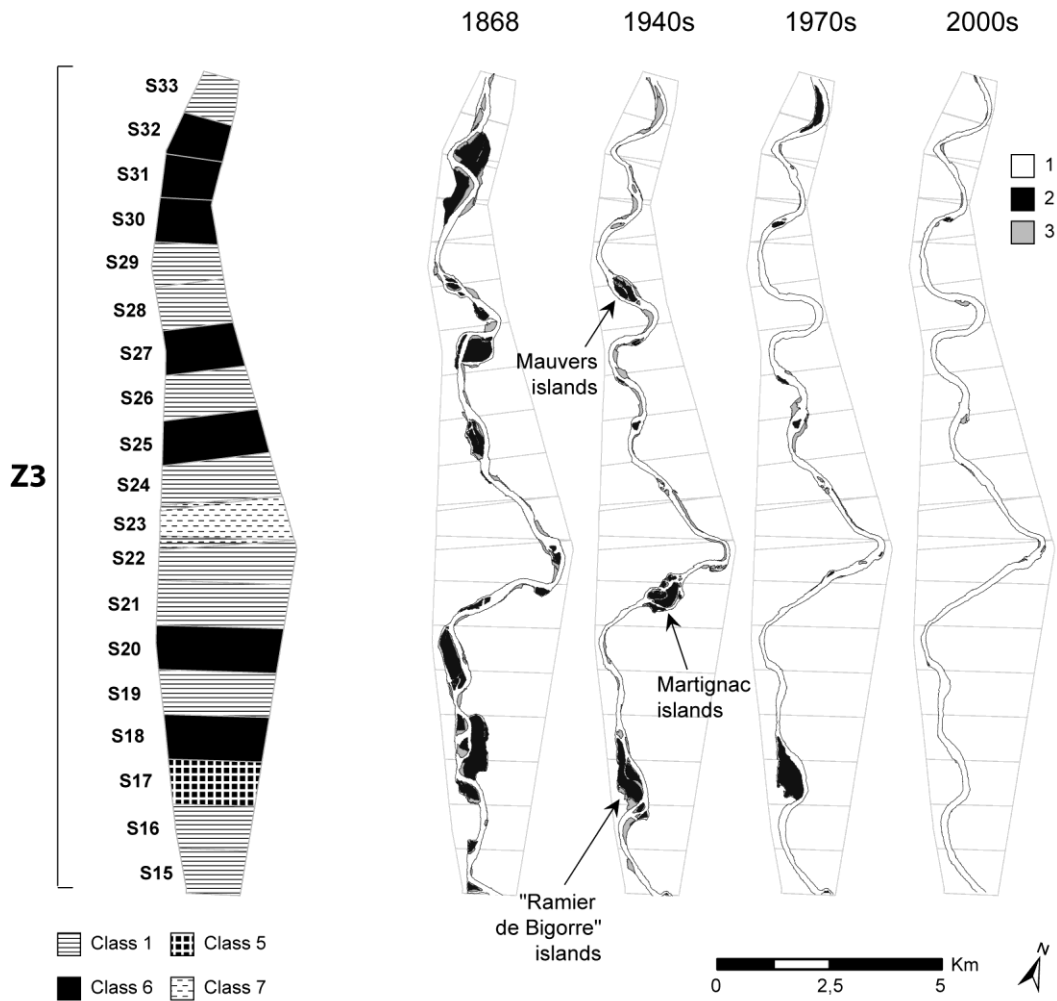 1868
1940s
1970s
2000s
S33
S32
S31
S30
S29
S28
S27
S26
S25
S24
S23
S22
S21
S20
S19
S18
S17
S16
S15
Z3
1
2
3
Mauvers
islands
Martignac
islands
"Ramier
de Bigorre"
islands
Class 1
Class 5
Class 6
Class 7
Km
0
2,5
5
N